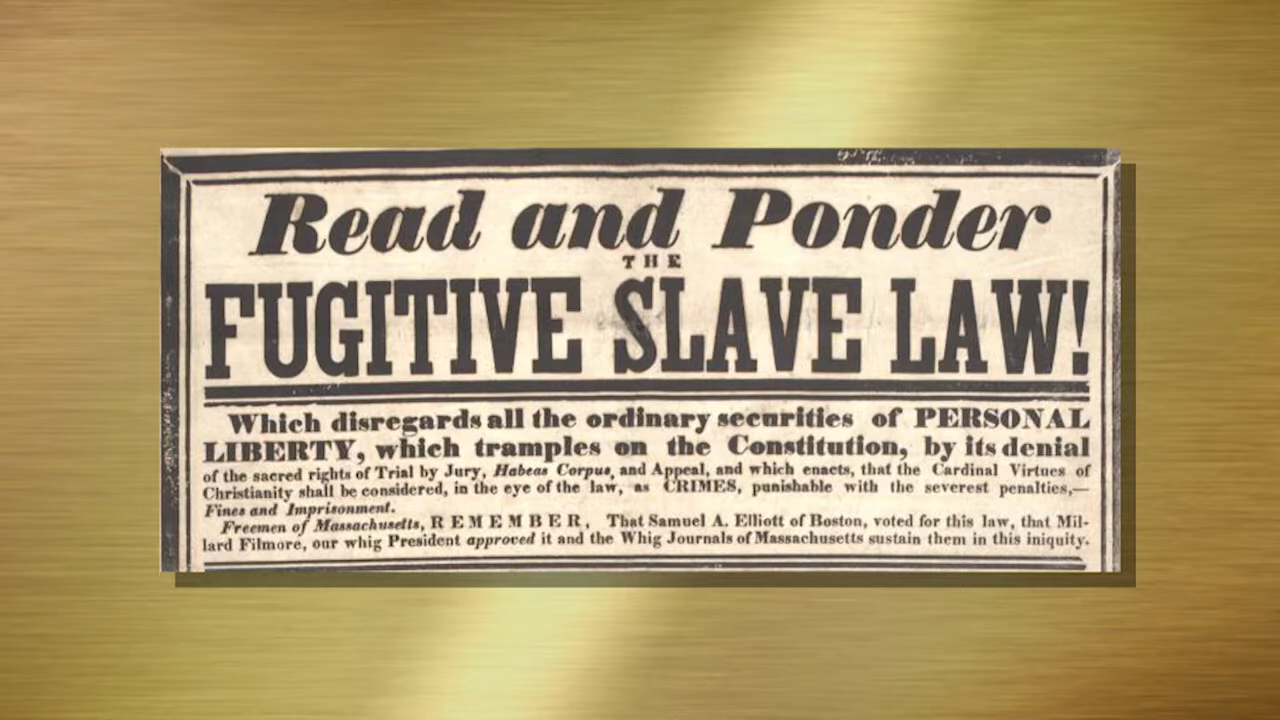 Read and Ponder
THE
FUGITIVE SLAVE LAW!
Which disregards all the ordinary securities of PERSONAL
LIBERTY, which tramples on the Constitution, by its denial
of the sacred rights of Trial by Jury, Habeas Corpus, and Appeal, and which enacts, that the Cardinal Virtues of
Christianity shall be considered, in the eye of the law, as CRIMES, punishable with the severest penalties,—
Fines and Imprisonment.
Freemen of Massachusetts, REMEMBER, That Samuel A. Elliott of Boston, voted for this law, that Mil-
lard Filmore, our whig President approved it and the Whig Journals of Massachusetts sustain them in this iniquity.